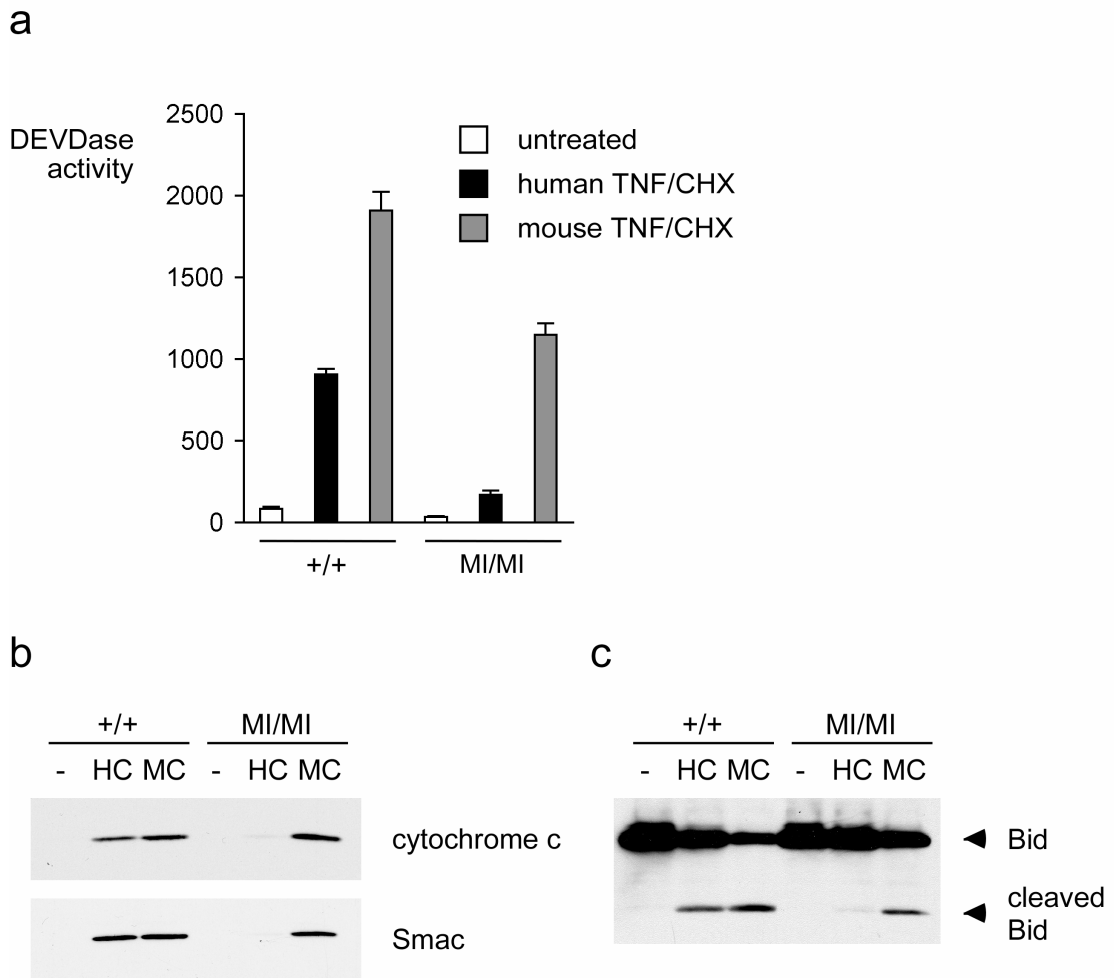 a
DEVDase
activity
2500
2000
1500
1000
500
0
untreated
human TNF/CHX
mouse TNF/CHX
+/+
MI/MI
b
+/+
MI/MI
- HC MC - HC MC
cytochrome c
Smac
c
+/+
MI/MI
- HC MC - HC MC
Bid
cleaved
Bid